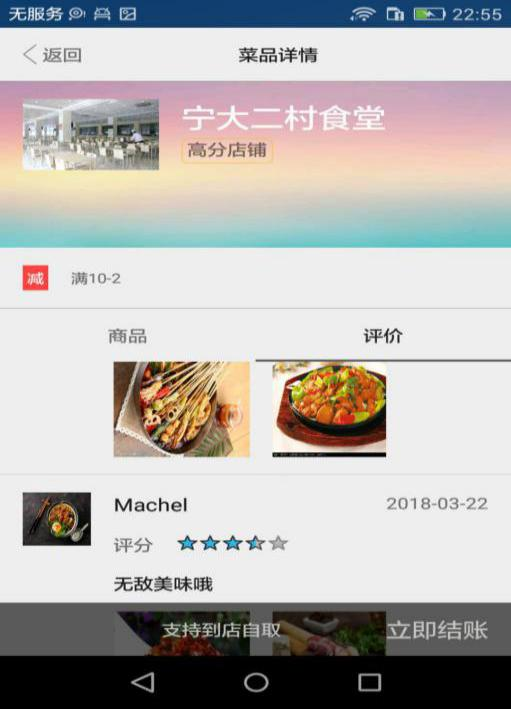 无服务 22:55
返回 菜品详情
宁大二村食堂
高分店铺
减 满10-2
商品 评价
Machel 2018-03-22
评分
无敌美味哦
支持到店自取 立即结账